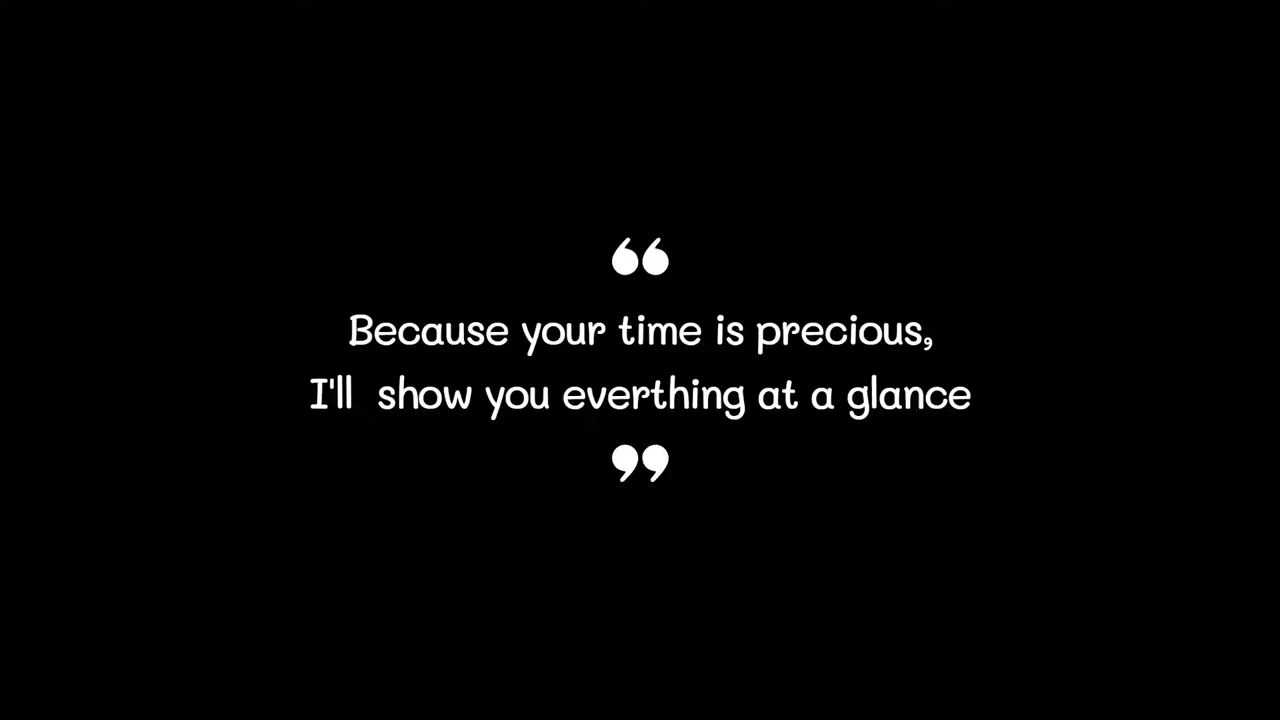 “
Because your time is precious,
I'll  show you everthing at a glance
”